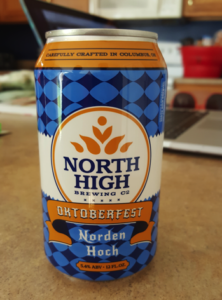 CAREFULLY CRAFTED IN COLUMBUS,
NORTH
HIGH
BREWING CO
OKTOBERFEST
Norden
Hoch